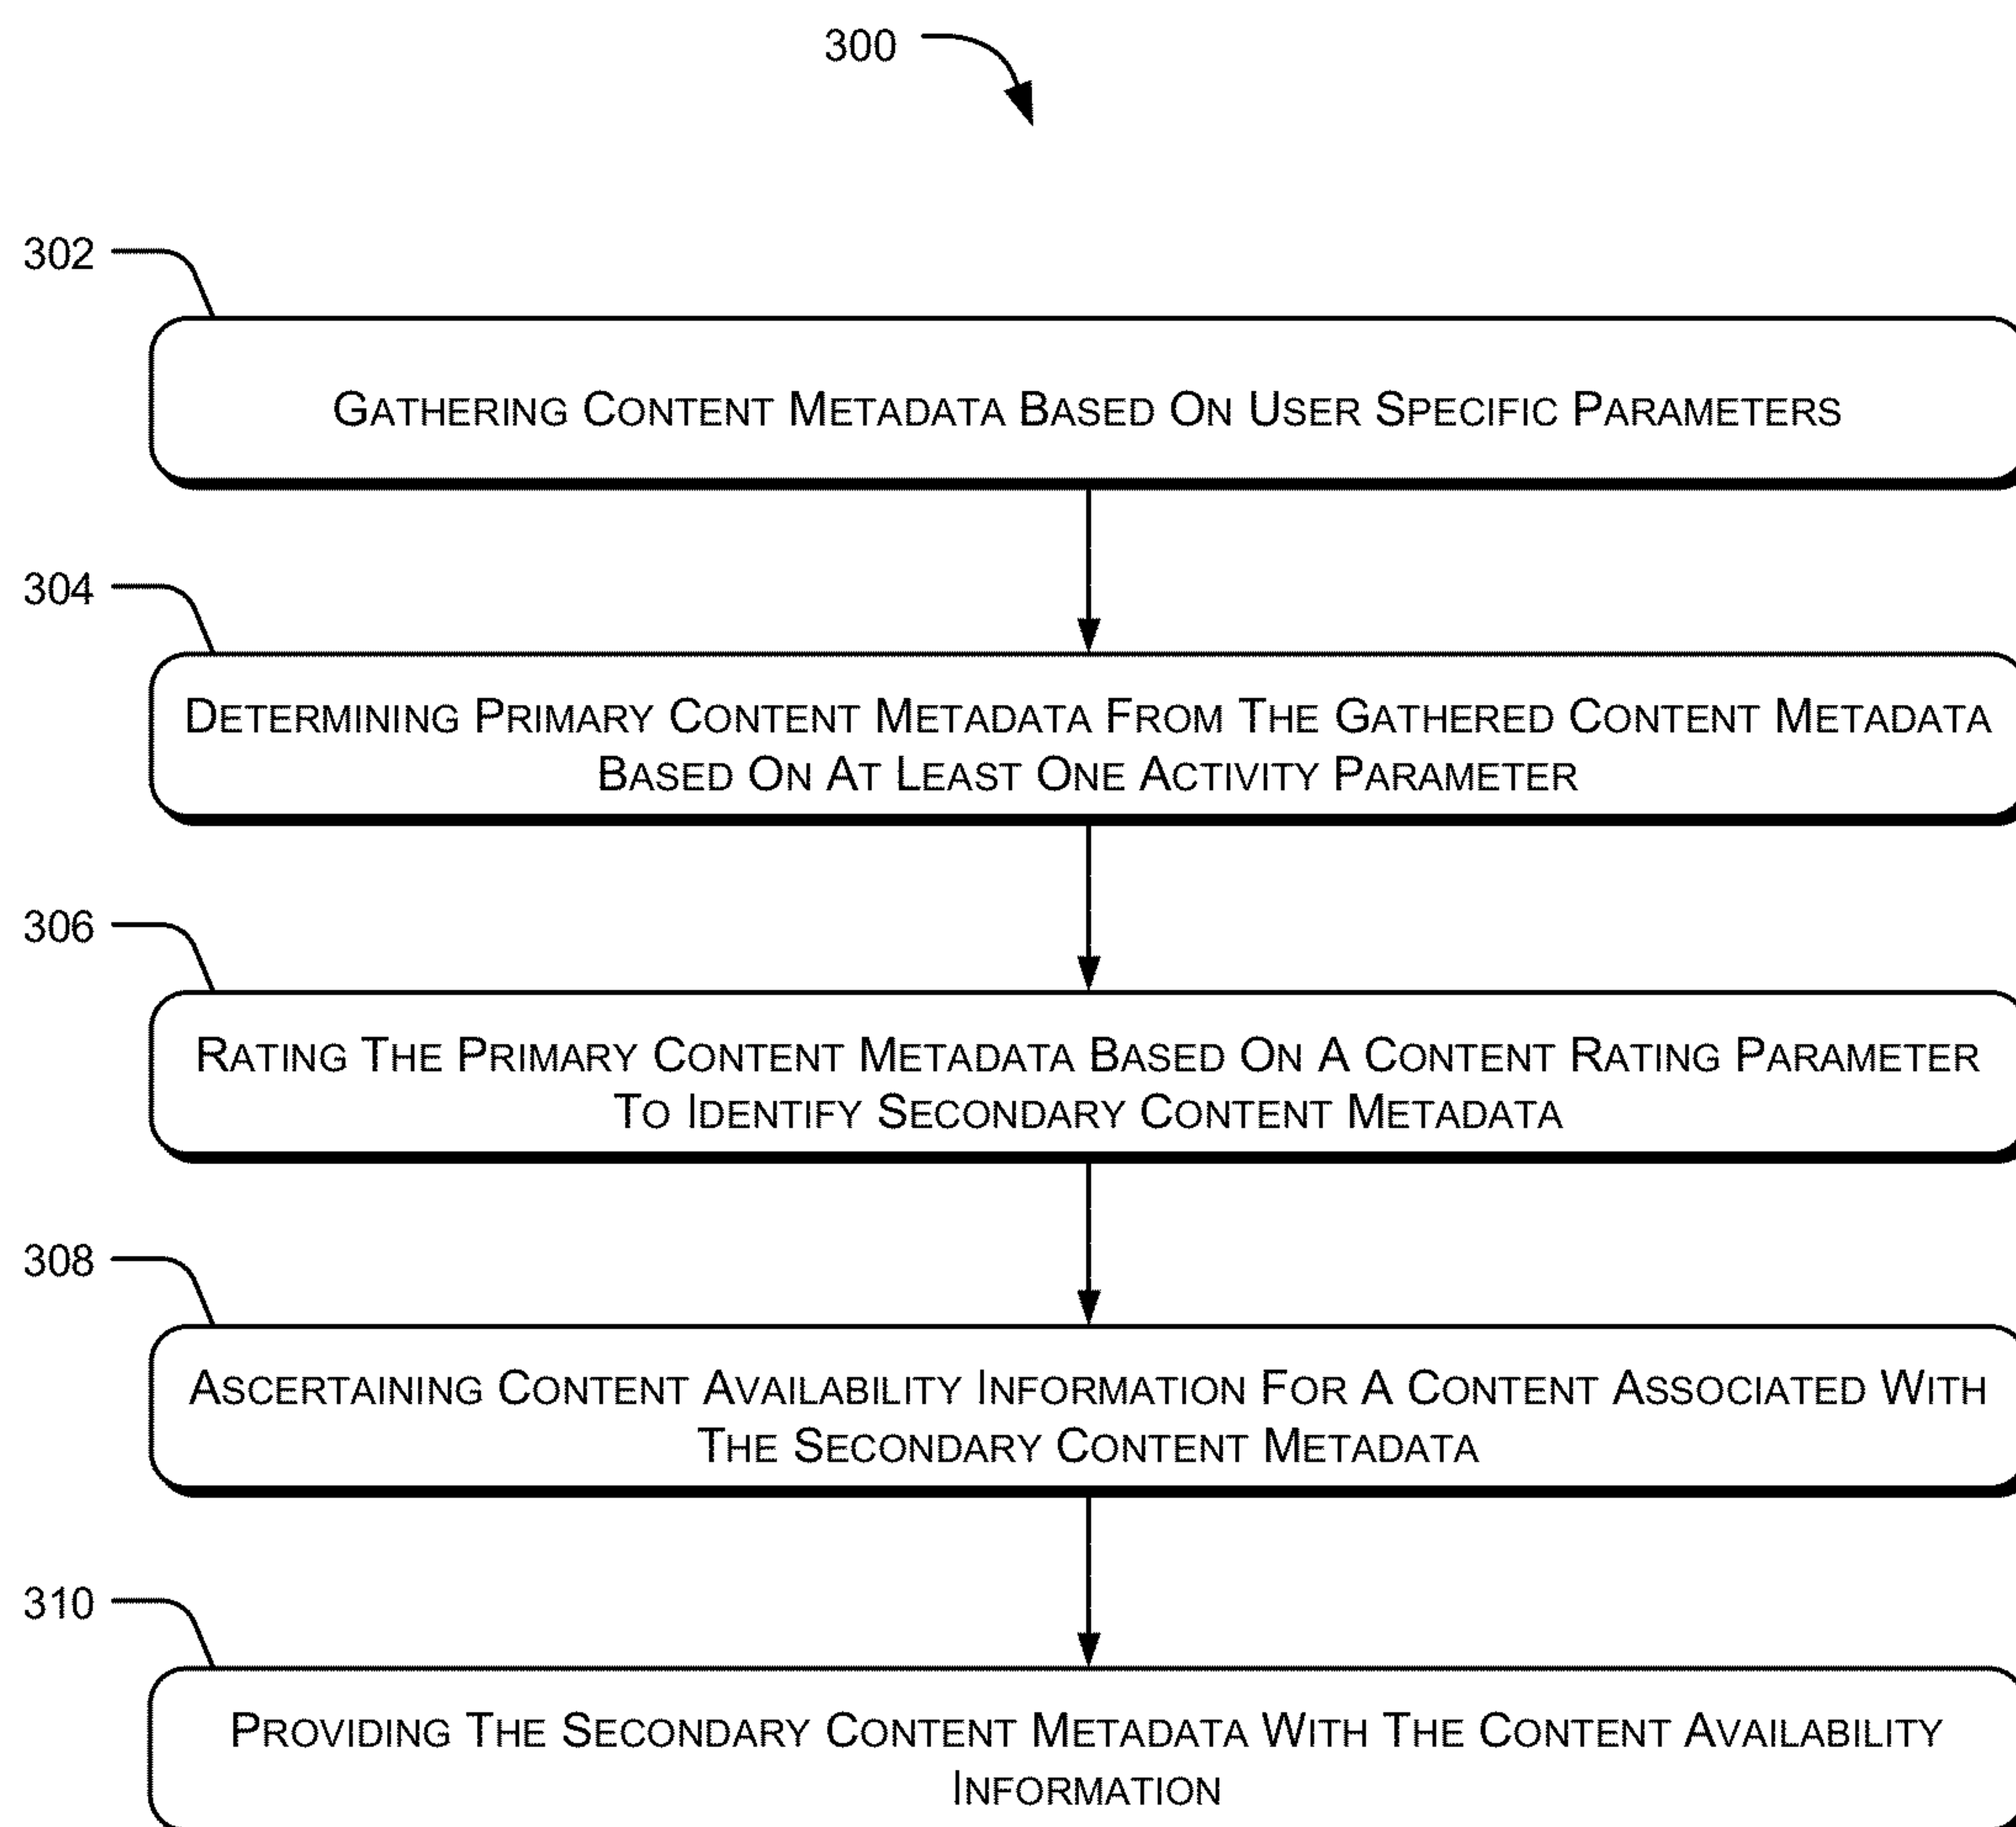 300
302
GATHERING CONTENT METADATA BASED ON USER SPECIFIC PARAMETERS
304
DETERMINING PRIMARY CONTENT METADATA FROM THE GATHERED CONTENT METADATA
BASED ON AT LEAST ONE ACTIVITY PARAMETER
306
RATING THE PRIMARY CONTENT METADATA BASED ON A CONTENT RATING PARAMETER
TO IDENTIFY SECONDARY CONTENT METADATA
308
ASCERTAINING CONTENT AVAILABILITY INFORMATION FOR A CONTENT ASSOCIATED WITH
THE SECONDARY CONTENT METADATA
310
PROVIDING THE SECONDARY CONTENT METADATA WITH THE CONTENT AVAILABILITY
INFORMATION